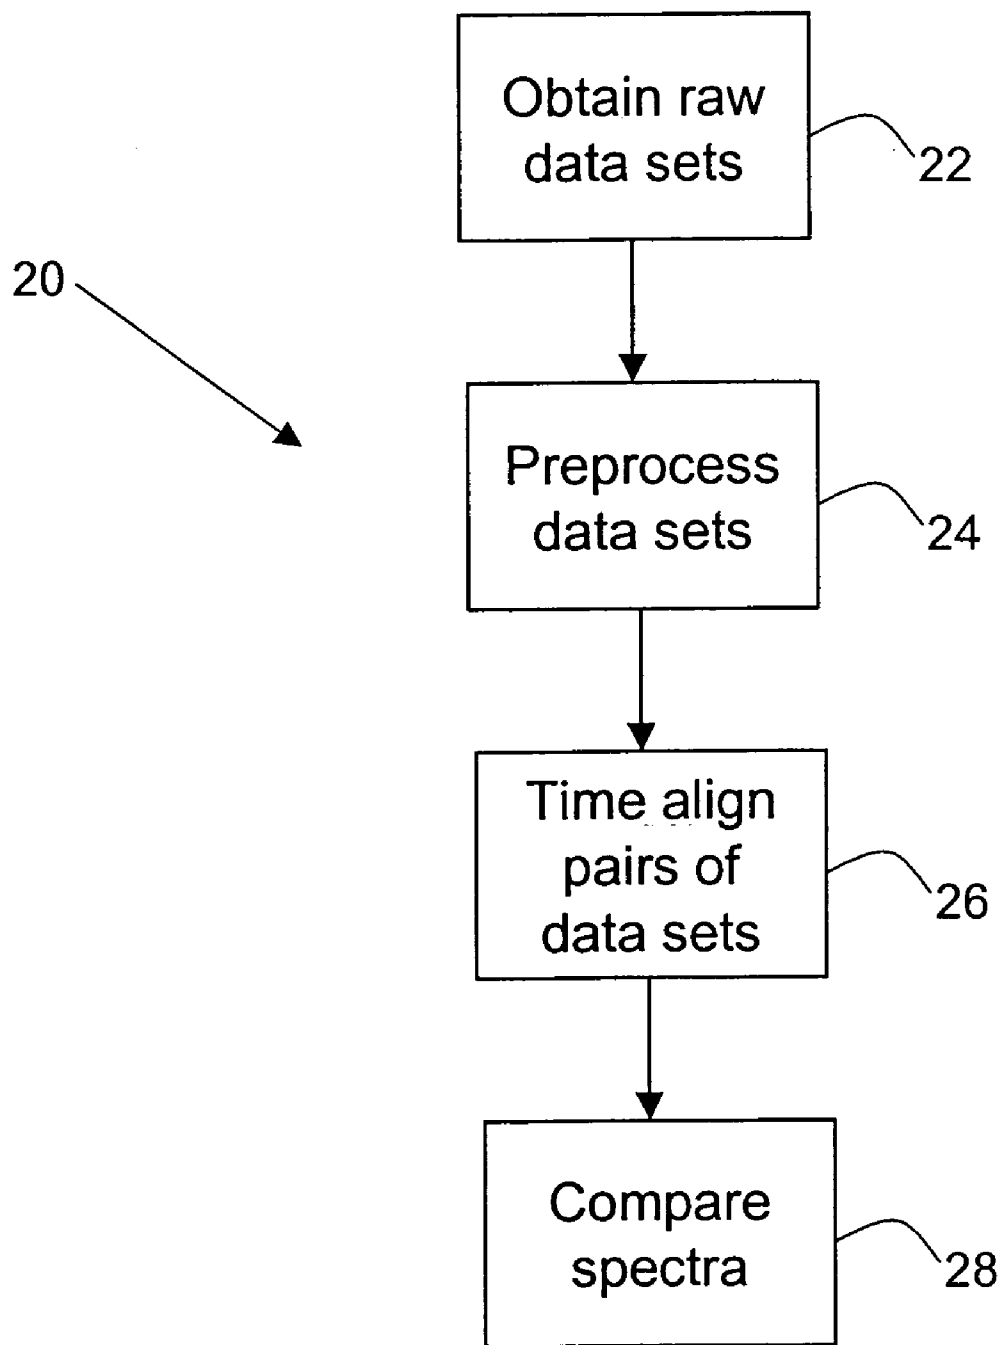 Obtain raw
data sets
22
20
Preprocess
data sets
24
Time align
pairs of
data sets
26
Compare
spectra
28